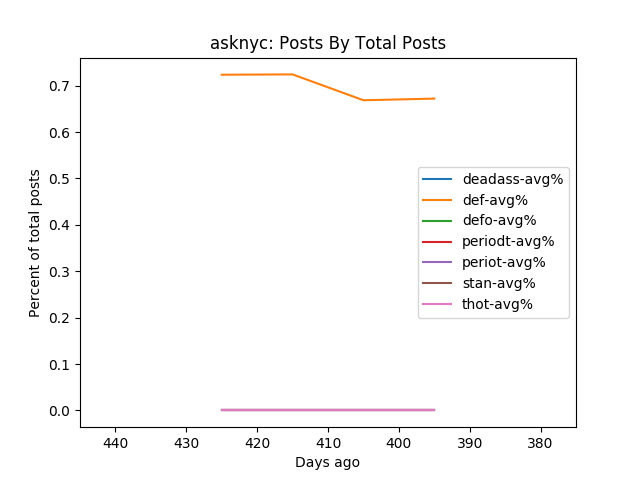 asknyc: Posts By Total Posts
Percent of total posts
0.7
0.6
0.5
0.4
0.3
0.2
0.1
0.0
deadass-avg%
def-avg%
defo-avg%
periodt-avg%
periot-avg%
stan-avg%
thot-avg%
440 430 420 410 400 390 380
Days ago